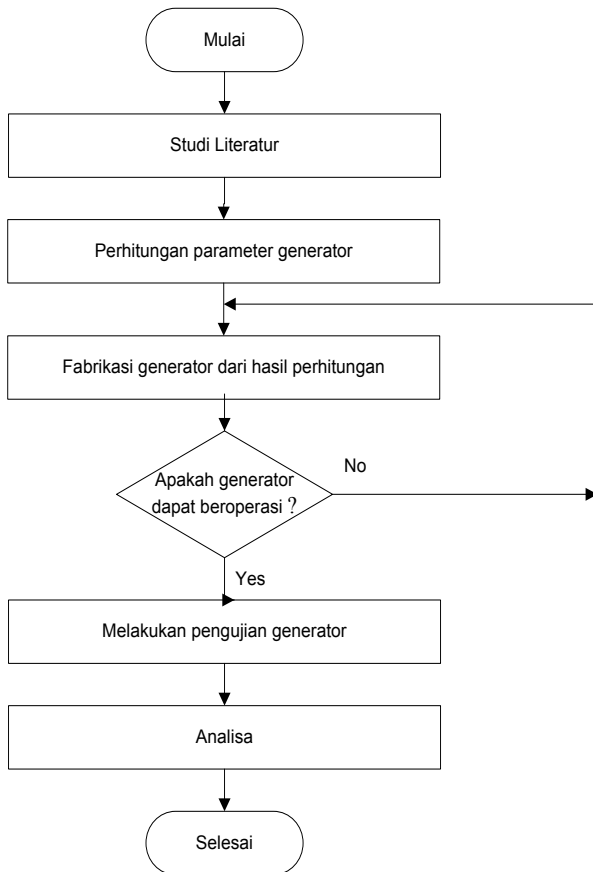 Mulai
Studi Literatur
Perhitungan parameter generator
Fabrikasi generator dari hasil perhitungan
Apakah generator
dapat beroperasi ?
No
Yes
Melakukan pengujian generator
Analisa
Selesai